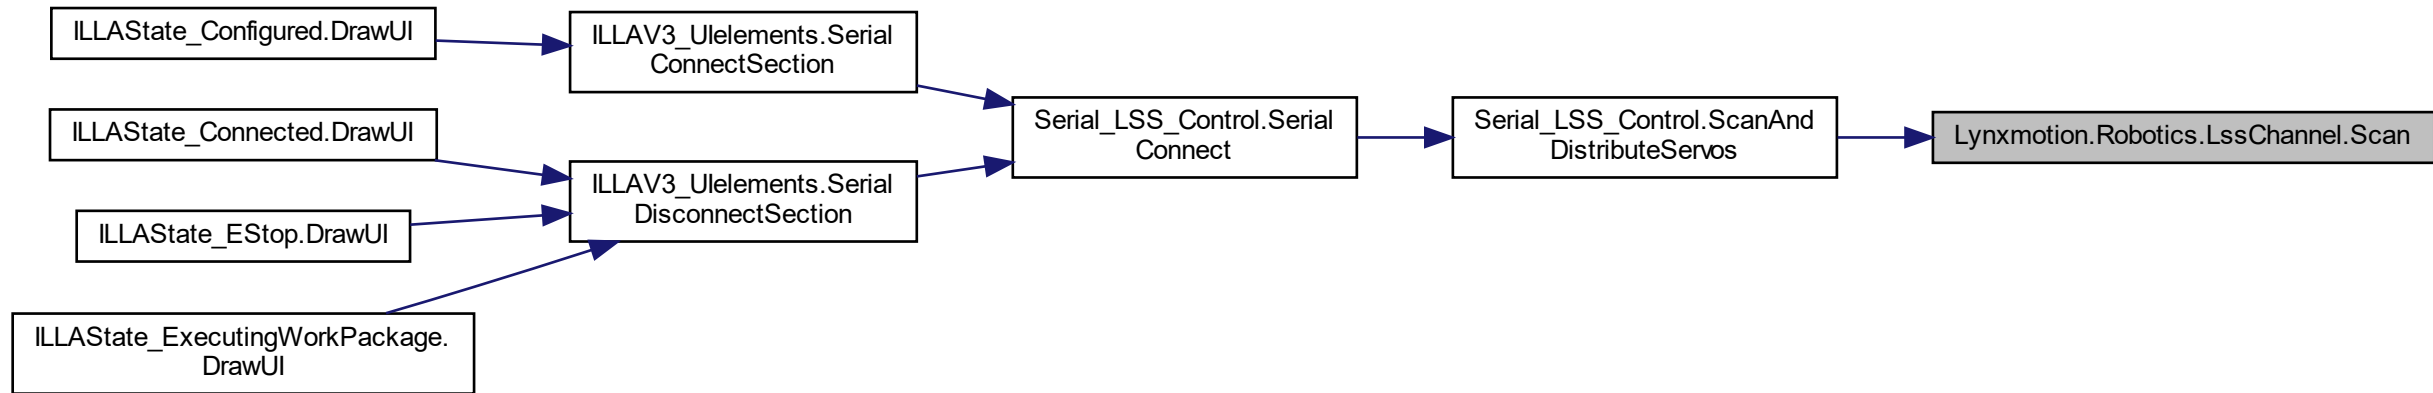 ILLAState_Configured.DrawUI
ILLAState_Connected.DrawUI
ILLAState_EStop.DrawUI
ILLAState_ExecutingWorkPackage.
DrawUI
ILLAV3_UIelements.Serial
ConnectSection
ILLAV3_UIelements.Serial
DisconnectSection
Serial_LSS_Control.Serial
Connect
Serial_LSS_Control.ScanAnd
DistributeServos
Lynxmotion.Robotics.LssChannel.Scan